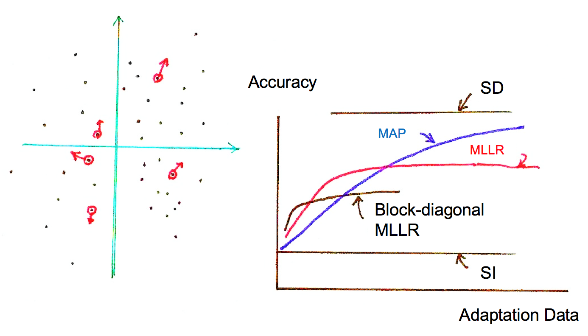 Accuracy
SD
MAP
MLLR
Block-diagonal
MLLR
SI
Adaptation Data